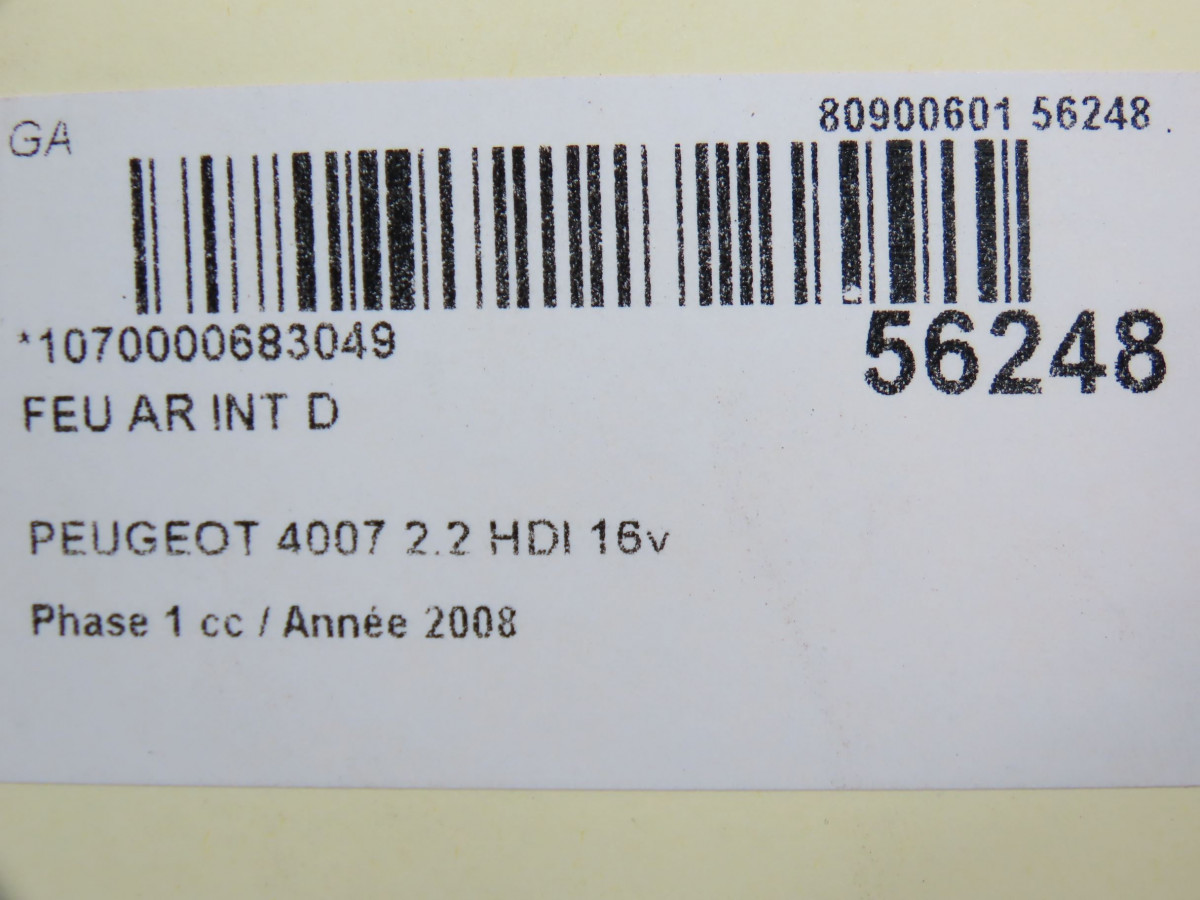 GA
80900601 56248 .
*1070000683049
56248
FEU AR INT D
PEUGEOT 4007 2.2 HDI 16v
Phase 1 cc / Année 2008